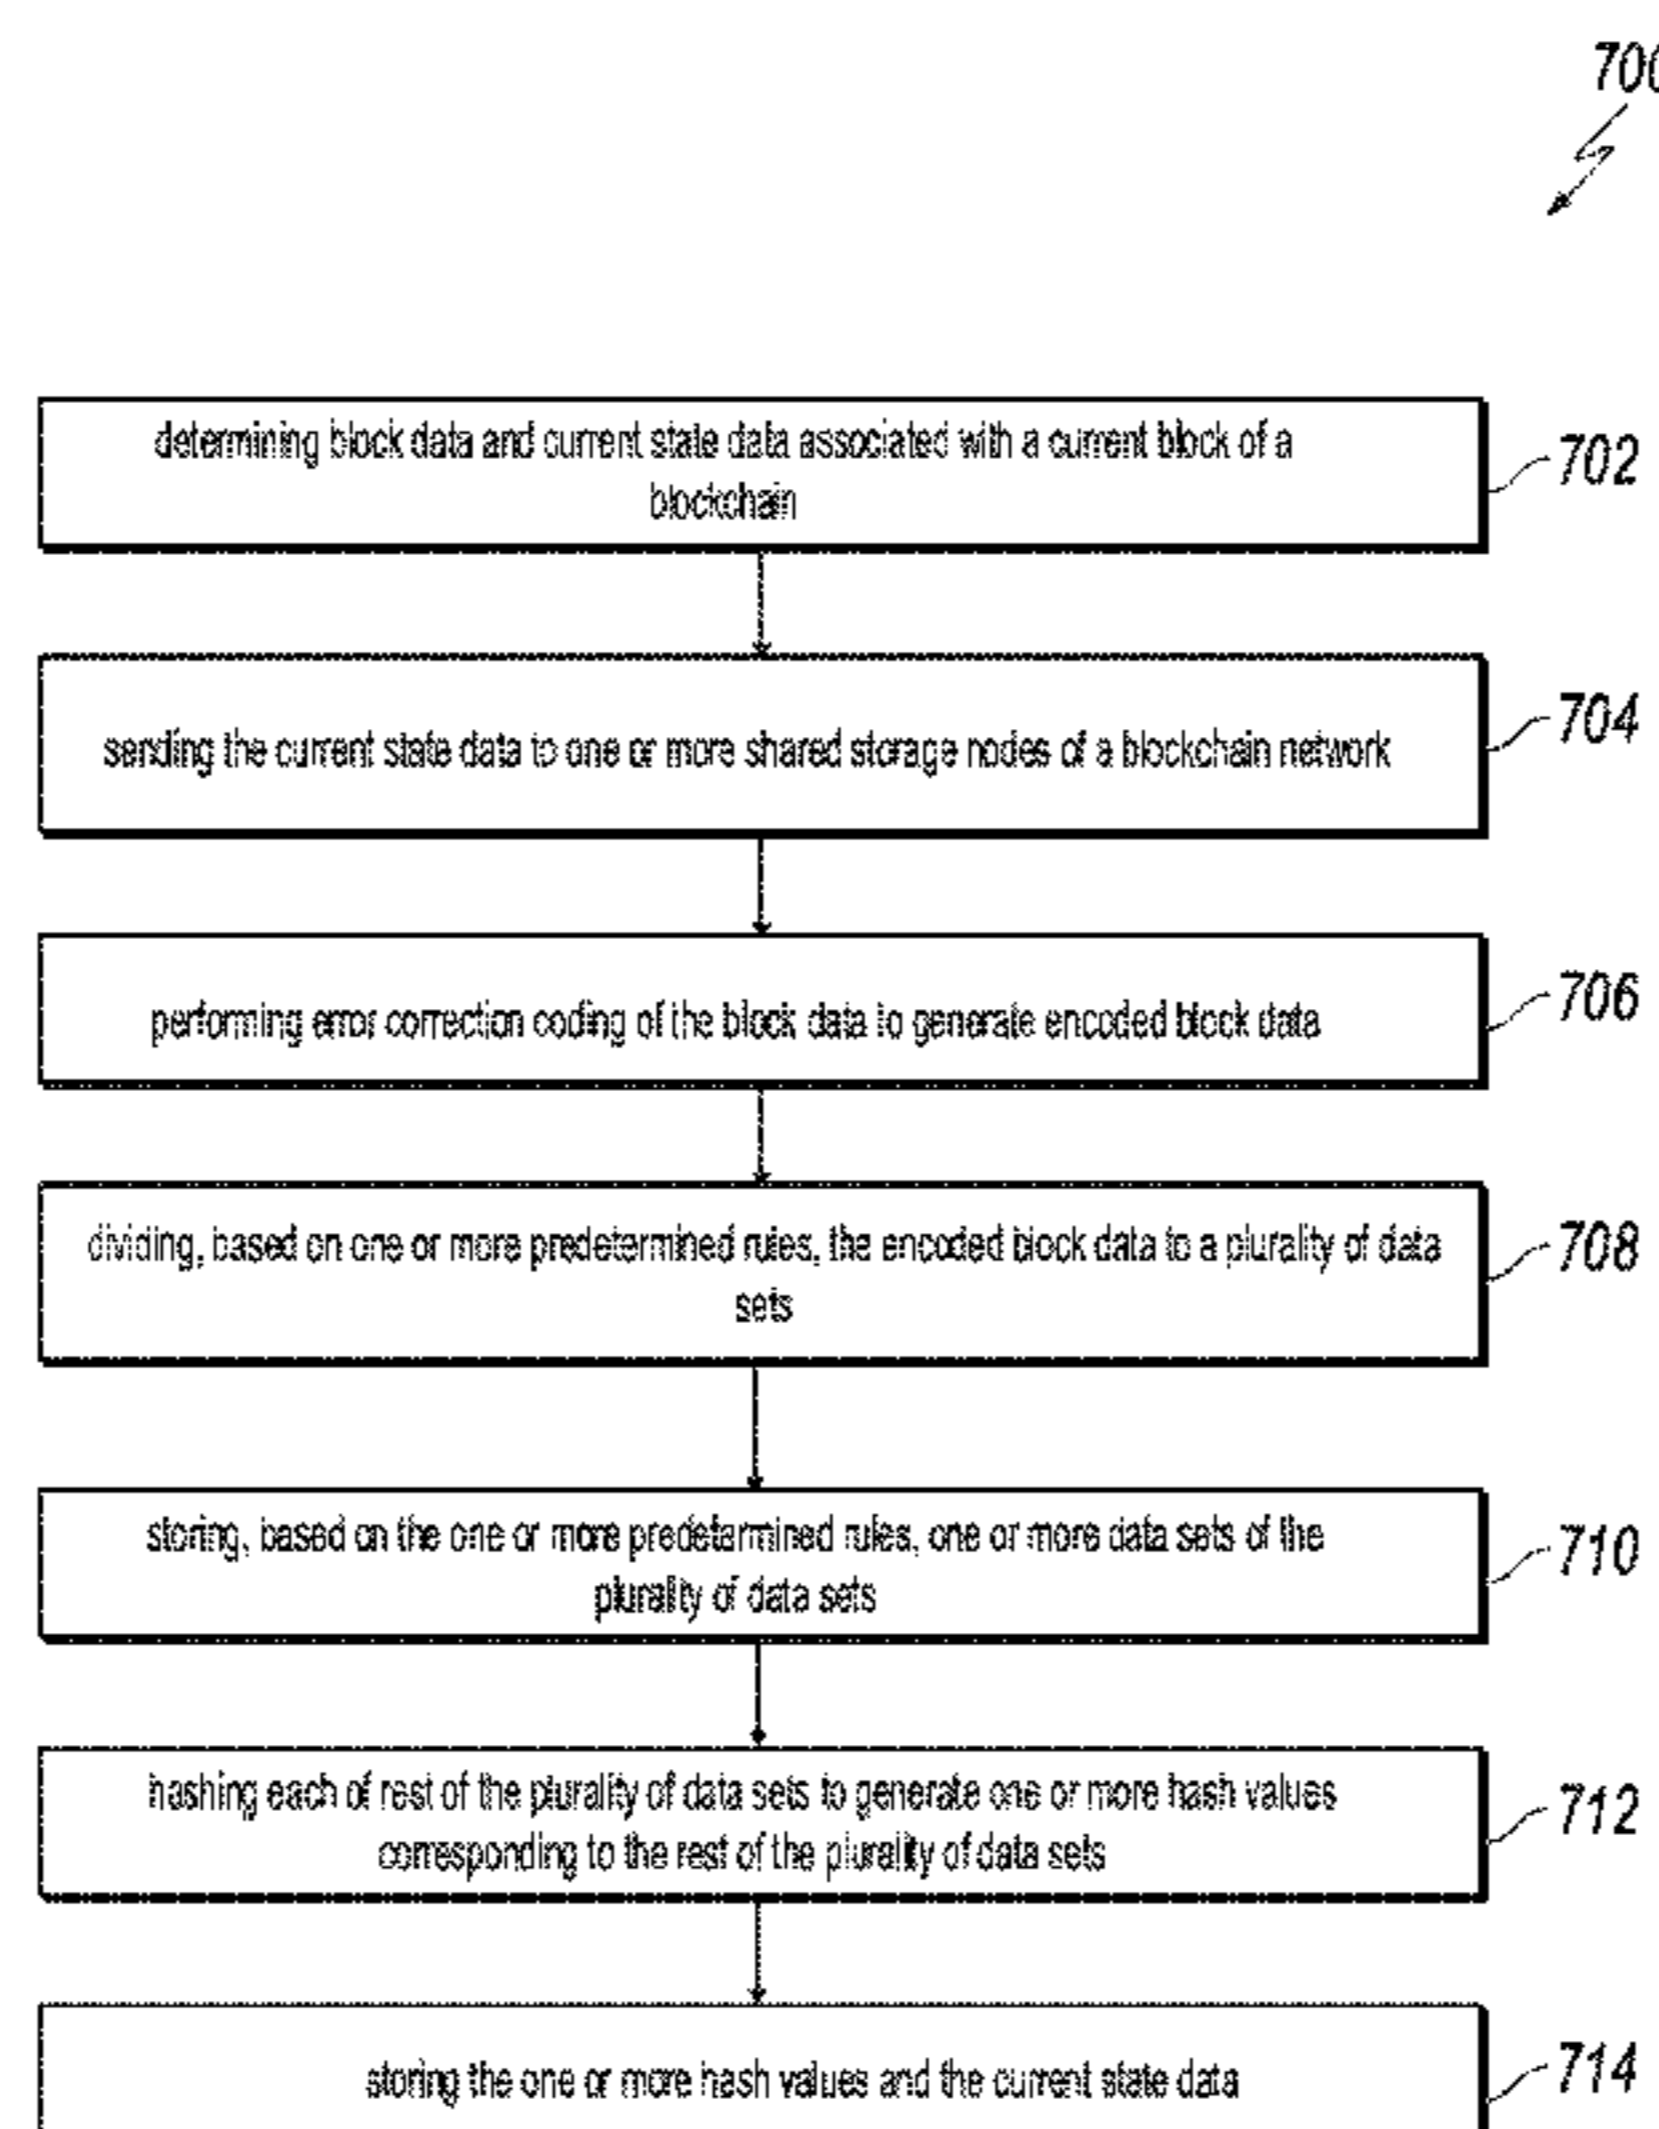 700
determining block data and current state data associated with a current block of a
blockchain
702
sending the current state data to one or more shared storage nodes of a blockchain network
704
performing error correction coding of the block data to generate encoded block data
706
dividing, based on one or more predetermined rules, the encoded block data to a plurality of data
sets
708
storing, based on the one or more predetermined rules, one or more data sets of the
plurality of data sets
710
hashing each of rest of the plurality of data sets to generate one or more hash values
corresponding to the rest of the plurality of data sets
712
storing the one or more hash values and the current state data
714